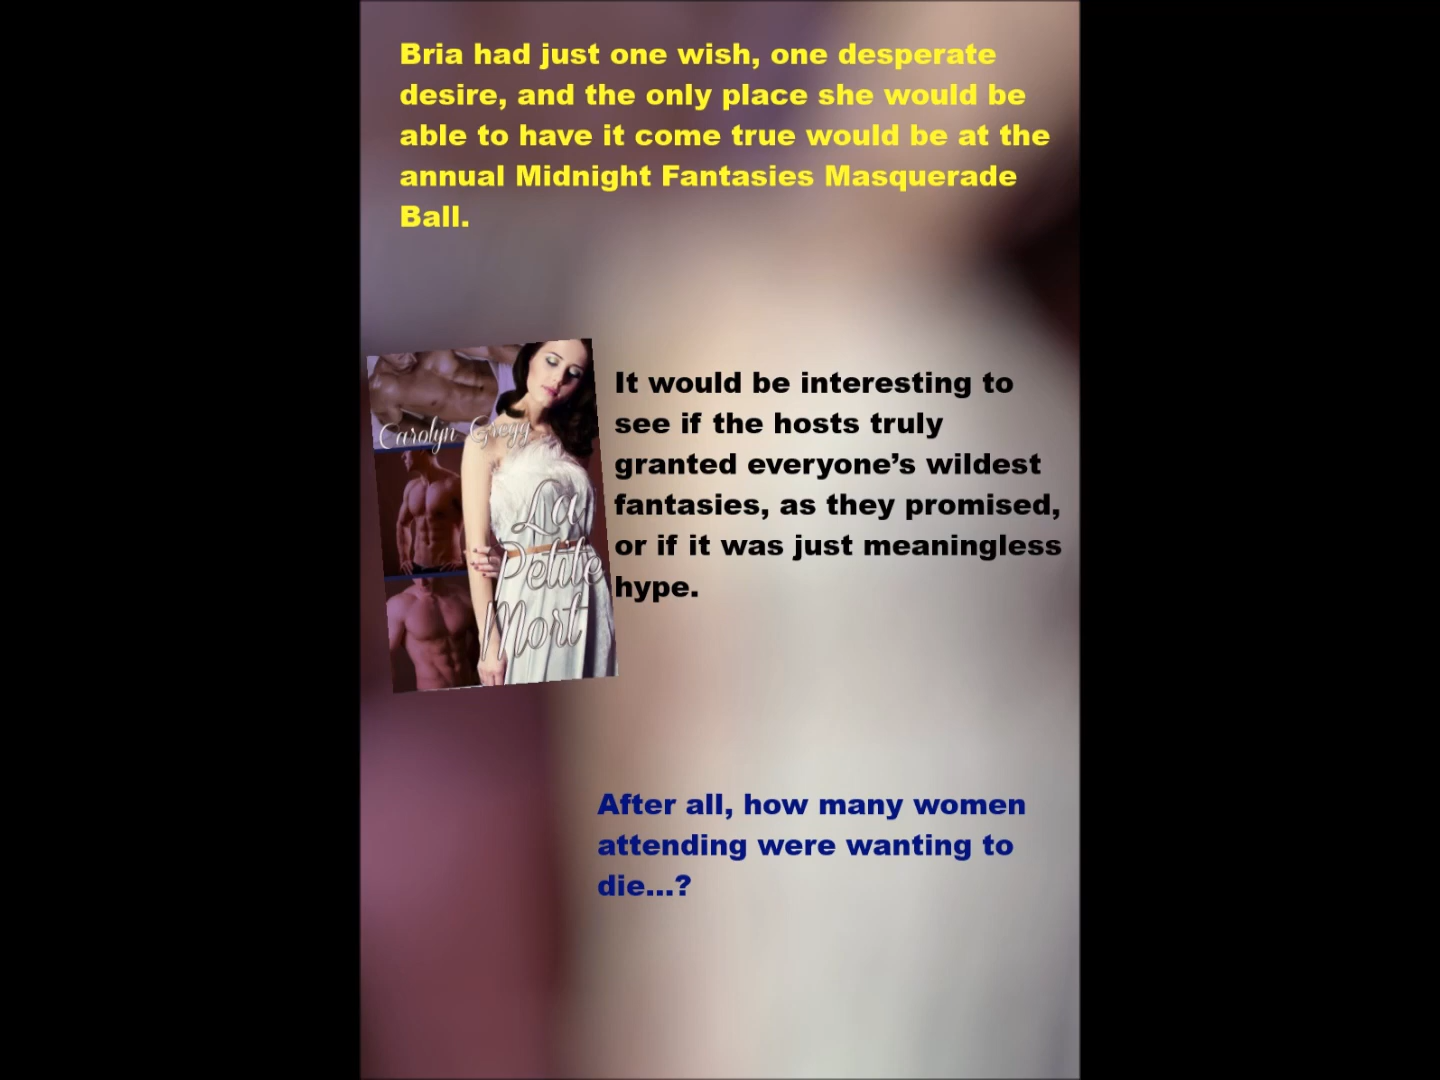 Bria had just one wish, one desperate
desire, and the only place she would be
able to have it come true would be at the
annual Midnight Fantasies Masquerade
Ball.
Carolyn Gregg
La
Petite
Mort
It would be interesting to
see if the hosts truly
granted everyone’s wildest
fantasies, as they promised,
or if it was just meaningless
hype.
After all, how many women
attending were wanting to
die...?